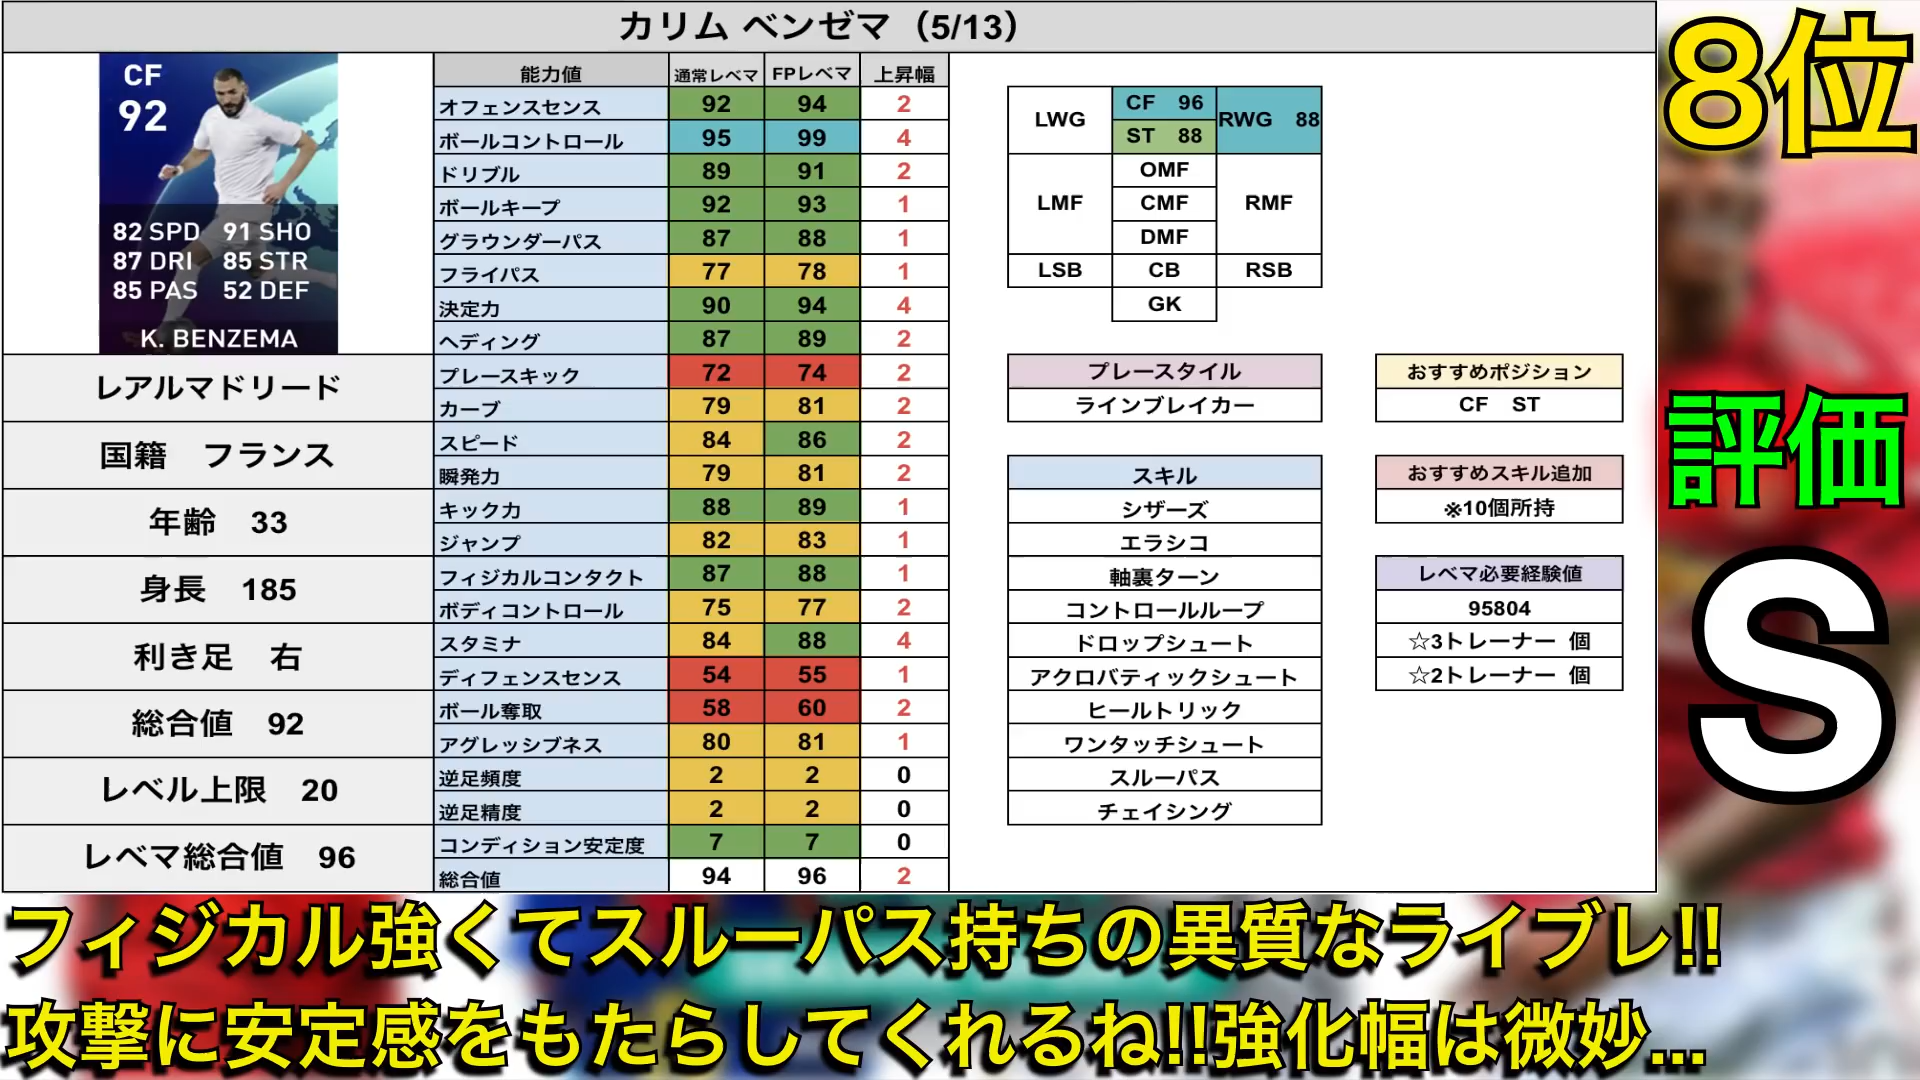 カリム ベンゼマ（5/13）
8位
CF
92
82 SPD 91 SHO
87 DRI 85 STR
85 PAS 52 DEF
K. BENZEMA
レアルマドリード
国籍 フランス
年齢 33
身長 185
利き足 右
総合値 92
レベル上限 20
レベマ総合値 96
能力値 通常レベマ FPレベマ 上昇幅
オフェンスセンス 92 94 2
ボールコントロール 95 99 4
ドリブル 89 91 2
ボールキープ 92 93 1
グラウンダーパス 87 88 1
フライパス 77 78 1
決定力 90 94 4
ヘディング 87 89 2
プレースキック 72 74 2
カーブ 79 81 2
スピード 84 86 2
瞬発力 79 81 2
キック力 88 89 1
ジャンプ 82 83 1
フィジカルコンタクト 87 88 1
ボディコントロール 75 77 2
スタミナ 84 88 4
ディフェンスセンス 54 55 1
ボール奪取 58 60 2
アグレッシブネス 80 81 1
逆足頻度 2 2 0
逆足精度 2 2 0
コンディション安定度 7 7 0
総合値 94 96 2
LWG CF 96 RWG 88
ST 88
OMF
LMF CMF RMF
DMF
LSB CB RSB
GK
プレースタイル
ラインブレイカー
スキル
シザーズ
エラシコ
軸裏ターン
コントロールループ
ドロップシュート
アクロバティックシュート
ヒールトリック
ワンタッチシュート
スルーパス
チェイシング
おすすめポジション
CF ST
おすすめスキル追加
※10個所持
レベマ必要経験値
95804
☆3トレーナー 個
☆2トレーナー 個
評価
S
フィジカル強くてスルーパス持ちの異質なライブレ!!
攻撃に安定感をもたらしてくれるね!!強化幅は微妙...